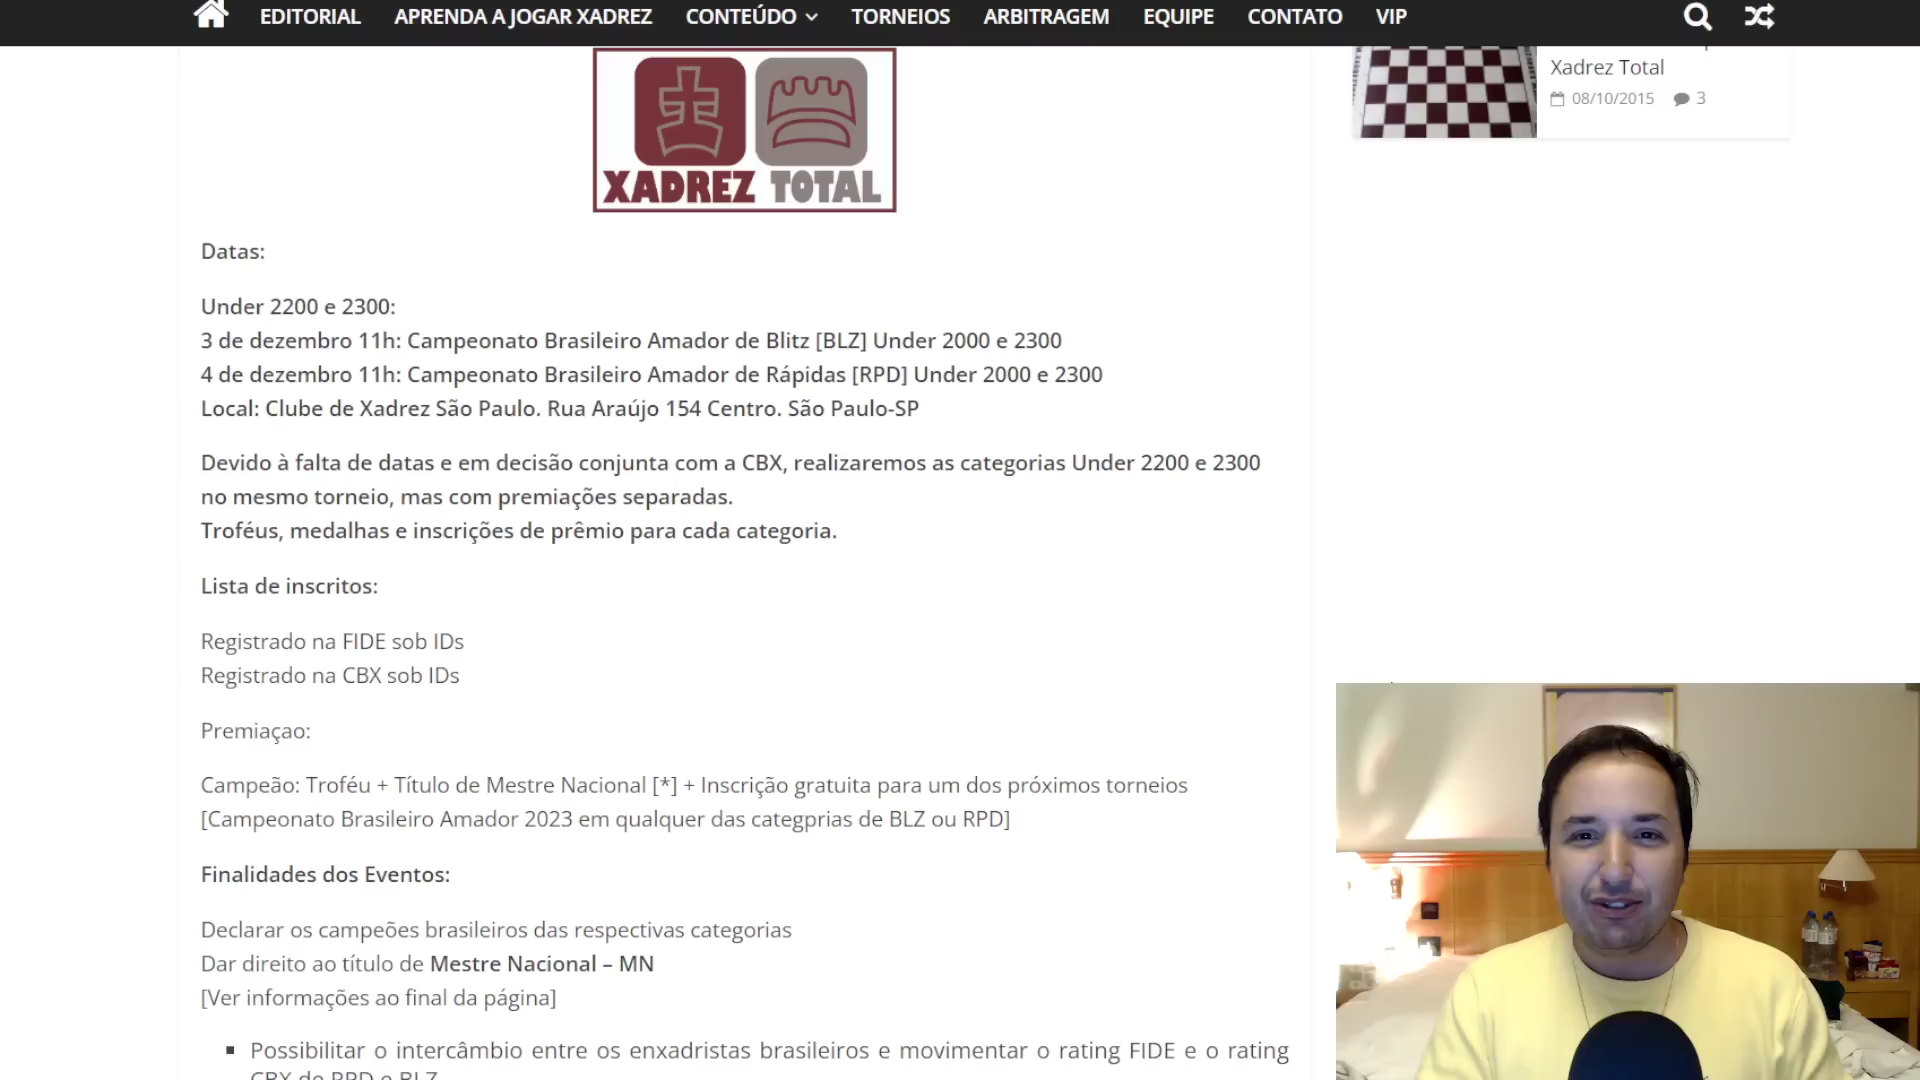 EDITORIAL APRENDA A JOGAR XADREZ CONTEÚDO TORNEIOS ARBITRAGEM EQUIPE CONTATO VIP
XADREZ TOTAL
Xadrez Total
08/10/2015 3
Datas:
Under 2200 e 2300:
3 de dezembro 11h: Campeonato Brasileiro Amador de Blitz [BLZ] Under 2000 e 2300
4 de dezembro 11h: Campeonato Brasileiro Amador de Rápidas [RPD] Under 2000 e 2300
Local: Clube de Xadrez São Paulo. Rua Araújo 154 Centro. São Paulo-SP
Devido à falta de datas e em decisão conjunta com a CBX, realizaremos as categorias Under 2200 e 2300
no mesmo torneio, mas com premiações separadas.
Troféus, medalhas e inscrições de prêmio para cada categoria.
Lista de inscritos:
Registrado na FIDE sob IDs
Registrado na CBX sob IDs
Premiaçao:
Campeão: Troféu + Título de Mestre Nacional [*] + Inscrição gratuita para um dos próximos torneios
[Campeonato Brasileiro Amador 2023 em qualquer das categprias de BLZ ou RPD]
Finalidades dos Eventos:
Declarar os campeões brasileiros das respectivas categorias
Dar direito ao título de Mestre Nacional – MN
[Ver informações ao final da página]
Possibilitar o intercâmbio entre os enxadristas brasileiros e movimentar o rating FIDE e o rating
CBX de RPD e BLZ